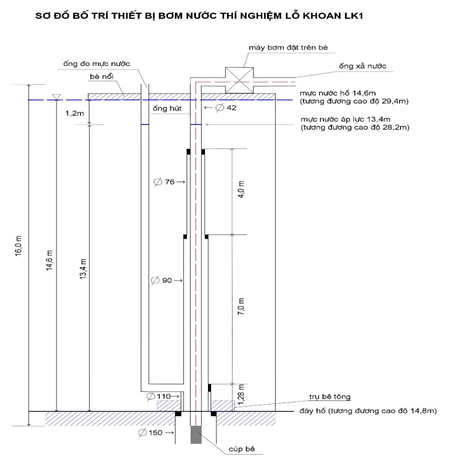 SƠ ĐỒ BỐ TRÍ THIẾT BỊ BƠM NƯỚC THÍ NGHIỆM LỖ KHOAN LK1
máy bơm đặt trên bè
ống đo mực nước
ống xả nước
bè nổi
mực nước hồ 14,6m
(tương đương cao độ 29,4m)
ống hút
Ø 42
1,2m
mực nước áp lực 13,4m
(tương đương cao độ 28,2m)
Ø 76
4,0 m
16,0 m
14,6 m
13,4 m
Ø 90
7,0 m
Ø 110
1,28 m
trụ bê tông
đáy hồ (tương đương cao độ 14,8m)
Ø 150
cúp bê